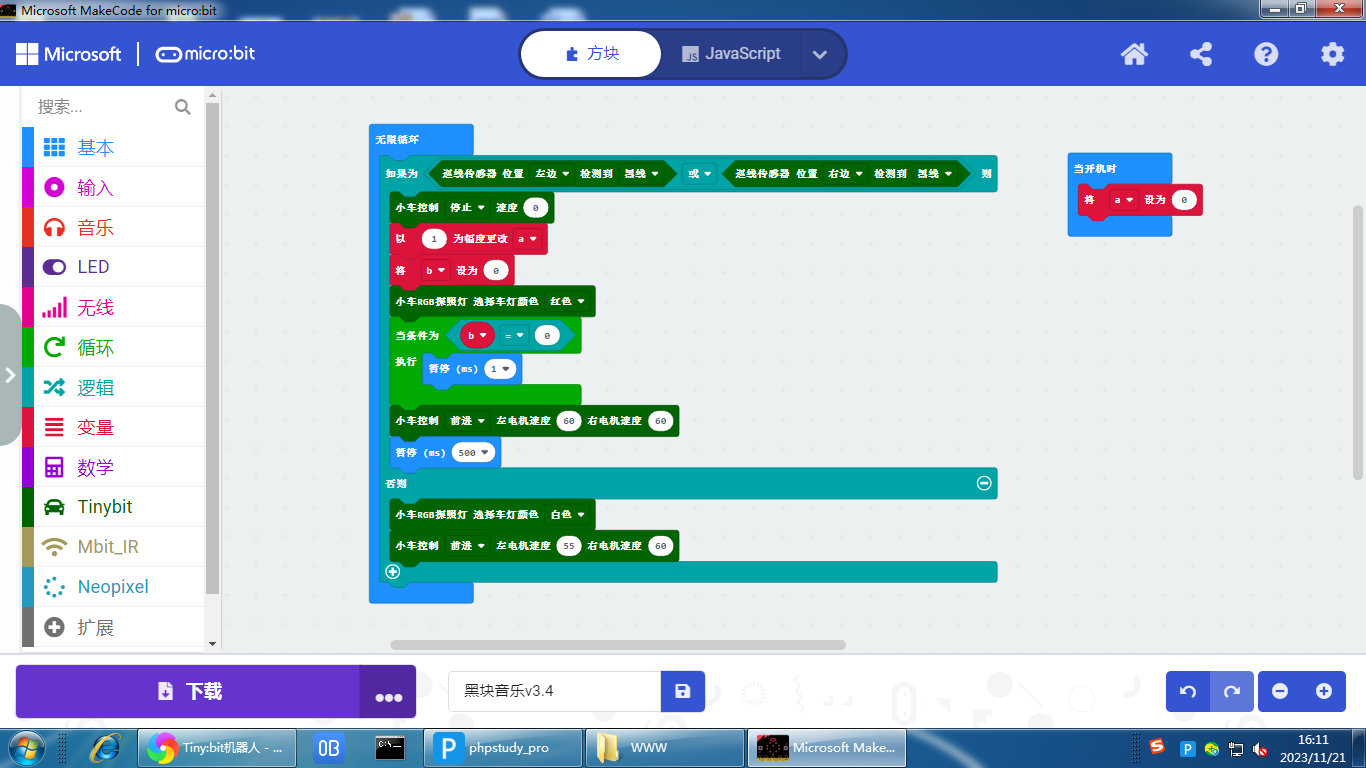 Microsoft MakeCode for micro:bit
Microsoft
micro:bit
方块
JavaScript
搜索...
基本
输入
音乐
LED
无线
循环
逻辑
变量
数学
Tinybit
Mbit_IR
Neopixel
扩展
无限循环
如果为 巡线传感器 位置 左边 检测到 黑线 或 巡线传感器 位置 右边 检测到 黑线 则
小车控制 停止 速度 0
以 1 为幅度更改 a
将 b 设为 0
小车RGB探照灯 选择车灯颜色 红色
当条件为 b = 0
执行 暂停 (ms) 1
小车控制 前进 左电机速度 60 右电机速度 60
暂停 (ms) 500
否则
小车RGB探照灯 选择车灯颜色 白色
小车控制 前进 左电机速度 55 右电机速度 60
当开机时
将 a 设为 0
下载
黑块音乐v3.4
Tiny:bit机器人 - ...
OB
C:\.
phpstudy_pro
WWW
Microsoft Make...
16:11
2023/11/21